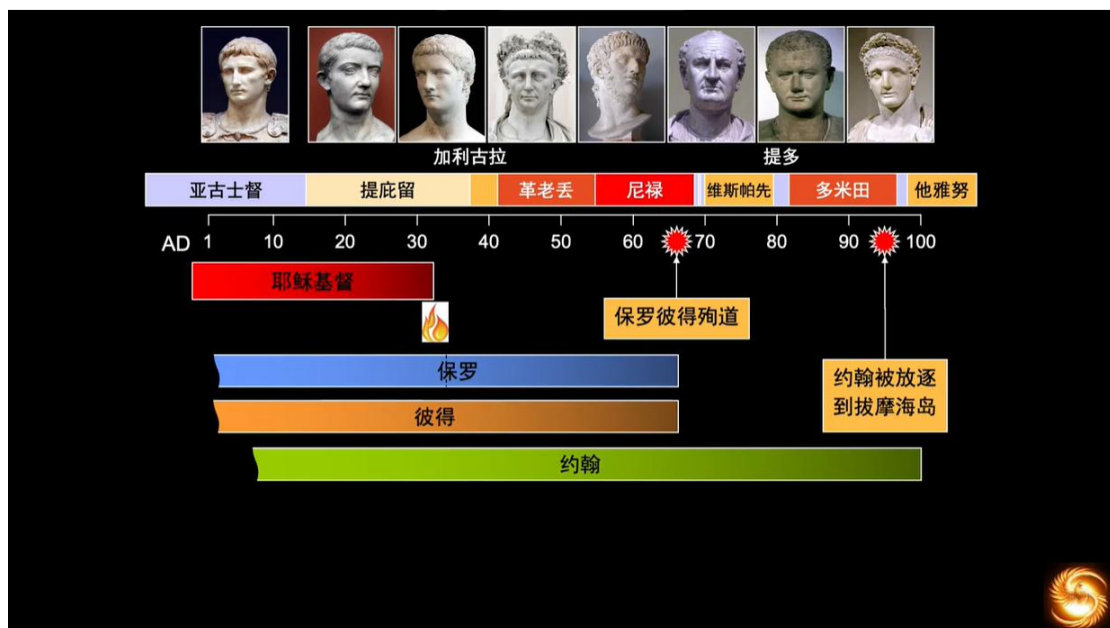 加利古拉
提多
亚古士督
提庇留
革老丢
尼禄
维斯帕先
多米田
他雅努
AD 1 10 20 30 40 50 60 70 80 90 100
耶稣基督
保罗彼得殉道
保罗
约翰被放逐
到拔摩海岛
彼得
约翰